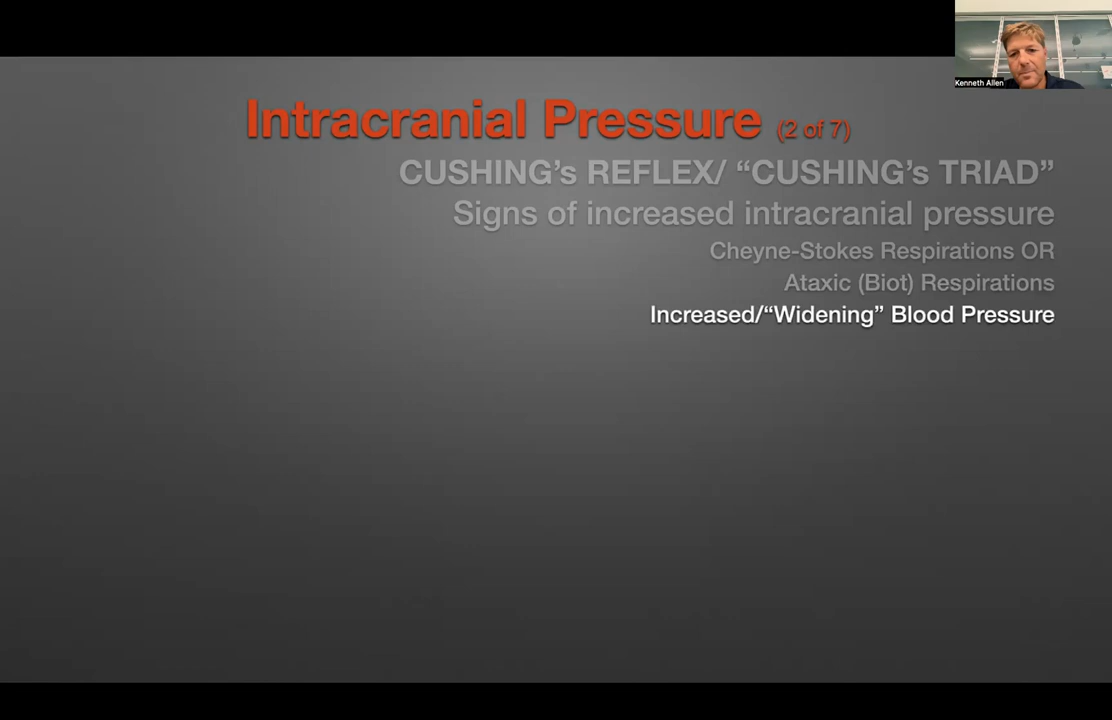 Kenneth Allen
Intracranial Pressure (2 of 7)
CUSHING's REFLEX/ “CUSHING's TRIAD”
Signs of increased intracranial pressure
Cheyne-Stokes Respirations OR
Ataxic (Biot) Respirations
Increased/“Widening” Blood Pressure